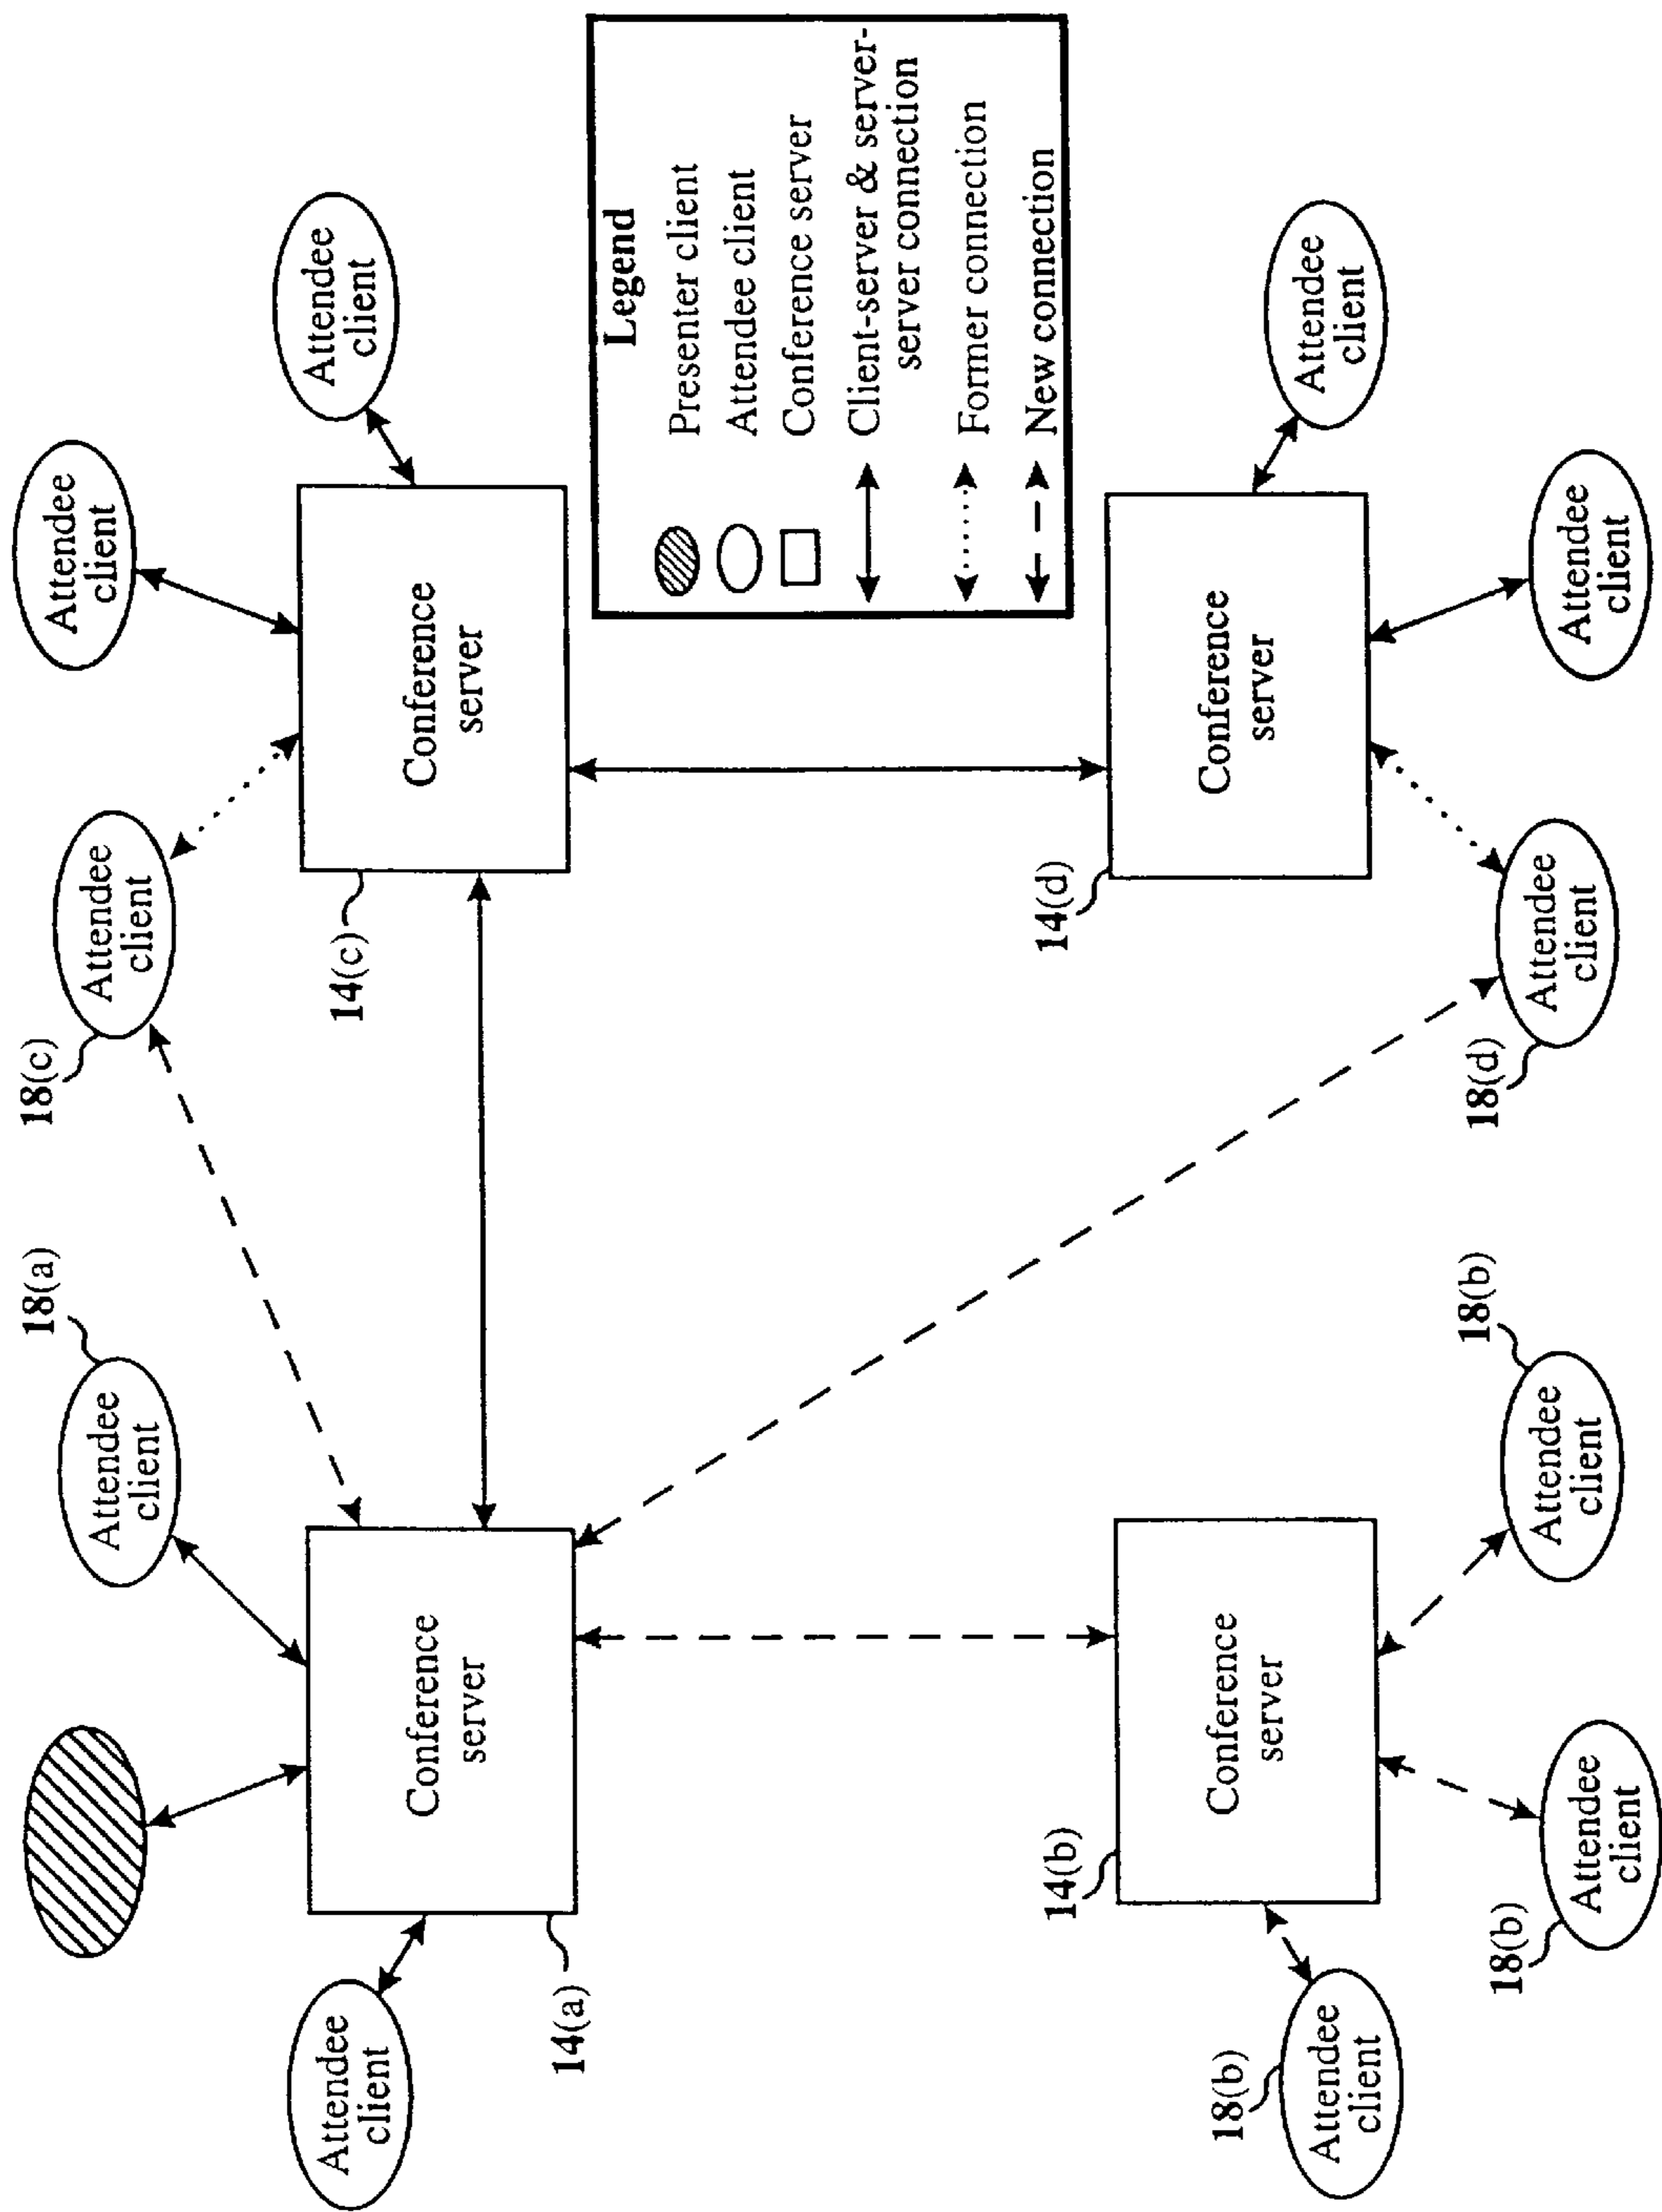 18(a)
18(c)
Attendee
client
Attendee
client
Attendee
client
Attendee
client
Attendee
client
14(a)
Conference
server
14(c)
Conference
server
Legend
Presenter client
Attendee client
Conference server
Client-server & server-
server connection
Former connection
New connection
14(b)
Conference
server
14(d)
Conference
server
18(b)
Attendee
client
18(b)
Attendee
client
18(b)
Attendee
client
18(d)
Attendee
client
Attendee
client
Attendee
client